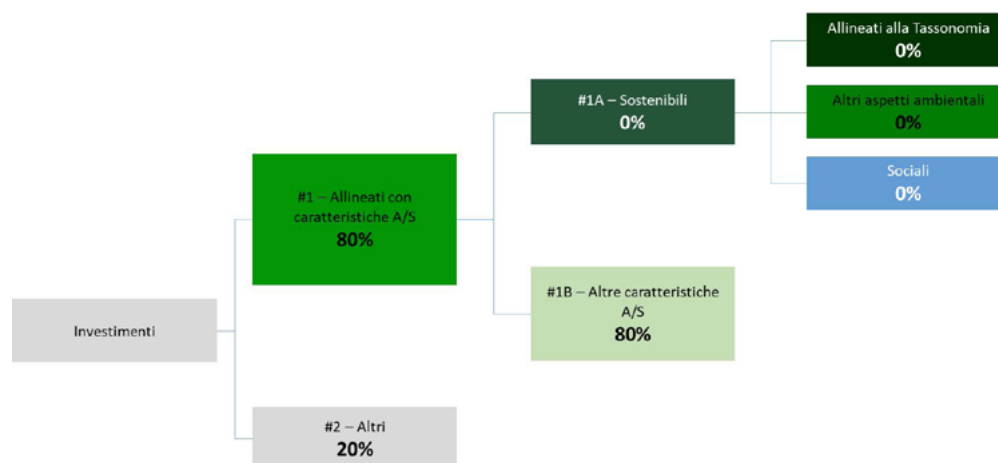 Investimenti
#1 – Allineati con
caratteristiche A/S
80%
#2 – Altri
20%
#1A – Sostenibili
0%
#1B – Altre caratteristiche
A/S
80%
Allineati alla Tassonomia
0%
Altri aspetti ambientali
0%
Sociali
0%